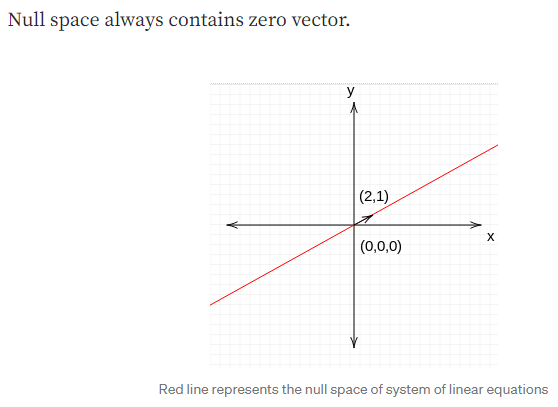 Null space always contains zero vector.
y
(2,1)
x
(0,0,0)
Red line represents the null space of system of linear equations